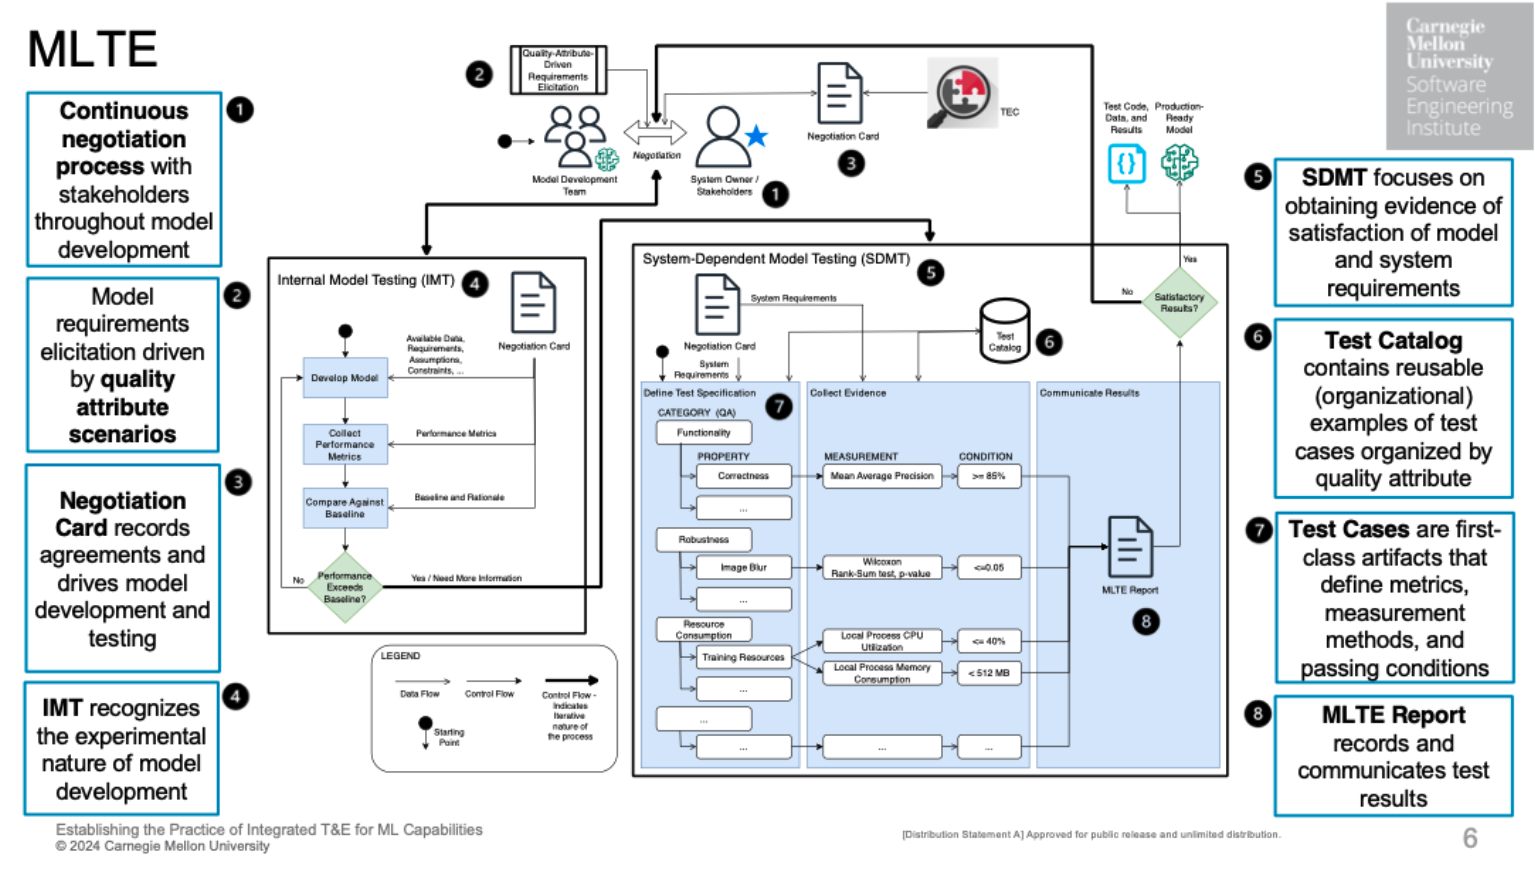 MLTE
Carnegie
Mellon
University
Software
Engineering
Institute
1
Continuous
negotiation
process with
stakeholders
throughout model
development
2
Model
requirements
elicitation driven
by quality
attribute
scenarios
3
Negotiation
Card records
agreements and
drives model
development and
testing
4
IMT recognizes
the experimental
nature of model
development
2
Quality-Attribute-
Driven
Requirements
Elicitation
Model Development
Team
Negotiation
System Owner /
Stakeholders
1
Negotiation Card
3
TEC
Test Code,
Data, and
Results
Production-
Ready
Model
{}
Internal Model Testing (IMT)
4
Negotiation Card
Available Data,
Requirements,
Assumptions,
Constraints, ...
Develop Model
Collect
Performance
Metrics
Performance Metrics
Compare Against
Baseline
Baseline and Rationale
Performance
Exceeds
Baseline?
No
Yes / Need More Information
LEGEND
Data Flow
Control Flow
Control Flow -
Indicates
Iterative
nature of
the process
Starting
Point
System-Dependent Model Testing (SDMT)
5
Negotiation Card
System Requirements
System
Requirements
Test
Catalog
6
No
Yes
Satisfactory
Results?
Define Test Specification
7
CATEGORY (QA)
Functionality
PROPERTY
Correctness
...
Robustness
Image Blur
...
Resource
Consumption
Training Resources
...
...
...
Collect Evidence
MEASUREMENT
CONDITION
Mean Average Precision
>= 85%
Wilcoxon
Rank-Sum test, p-value
<=0.05
Local Process CPU
Utilization
<= 40%
Local Process Memory
Consumption
< 512 MB
...
...
Communicate Results
MLTE Report
8
5
SDMT focuses on
obtaining evidence of
satisfaction of model
and system
requirements
6
Test Catalog
contains reusable
(organizational)
examples of test
cases organized by
quality attribute
7
Test Cases are first-
class artifacts that
define metrics,
measurement
methods, and
passing conditions
8
MLTE Report
records and
communicates test
results
Establishing the Practice of Integrated T&E for ML Capabilities
© 2024 Carnegie Mellon University
[Distribution Statement A] Approved for public release and unlimited distribution.
6